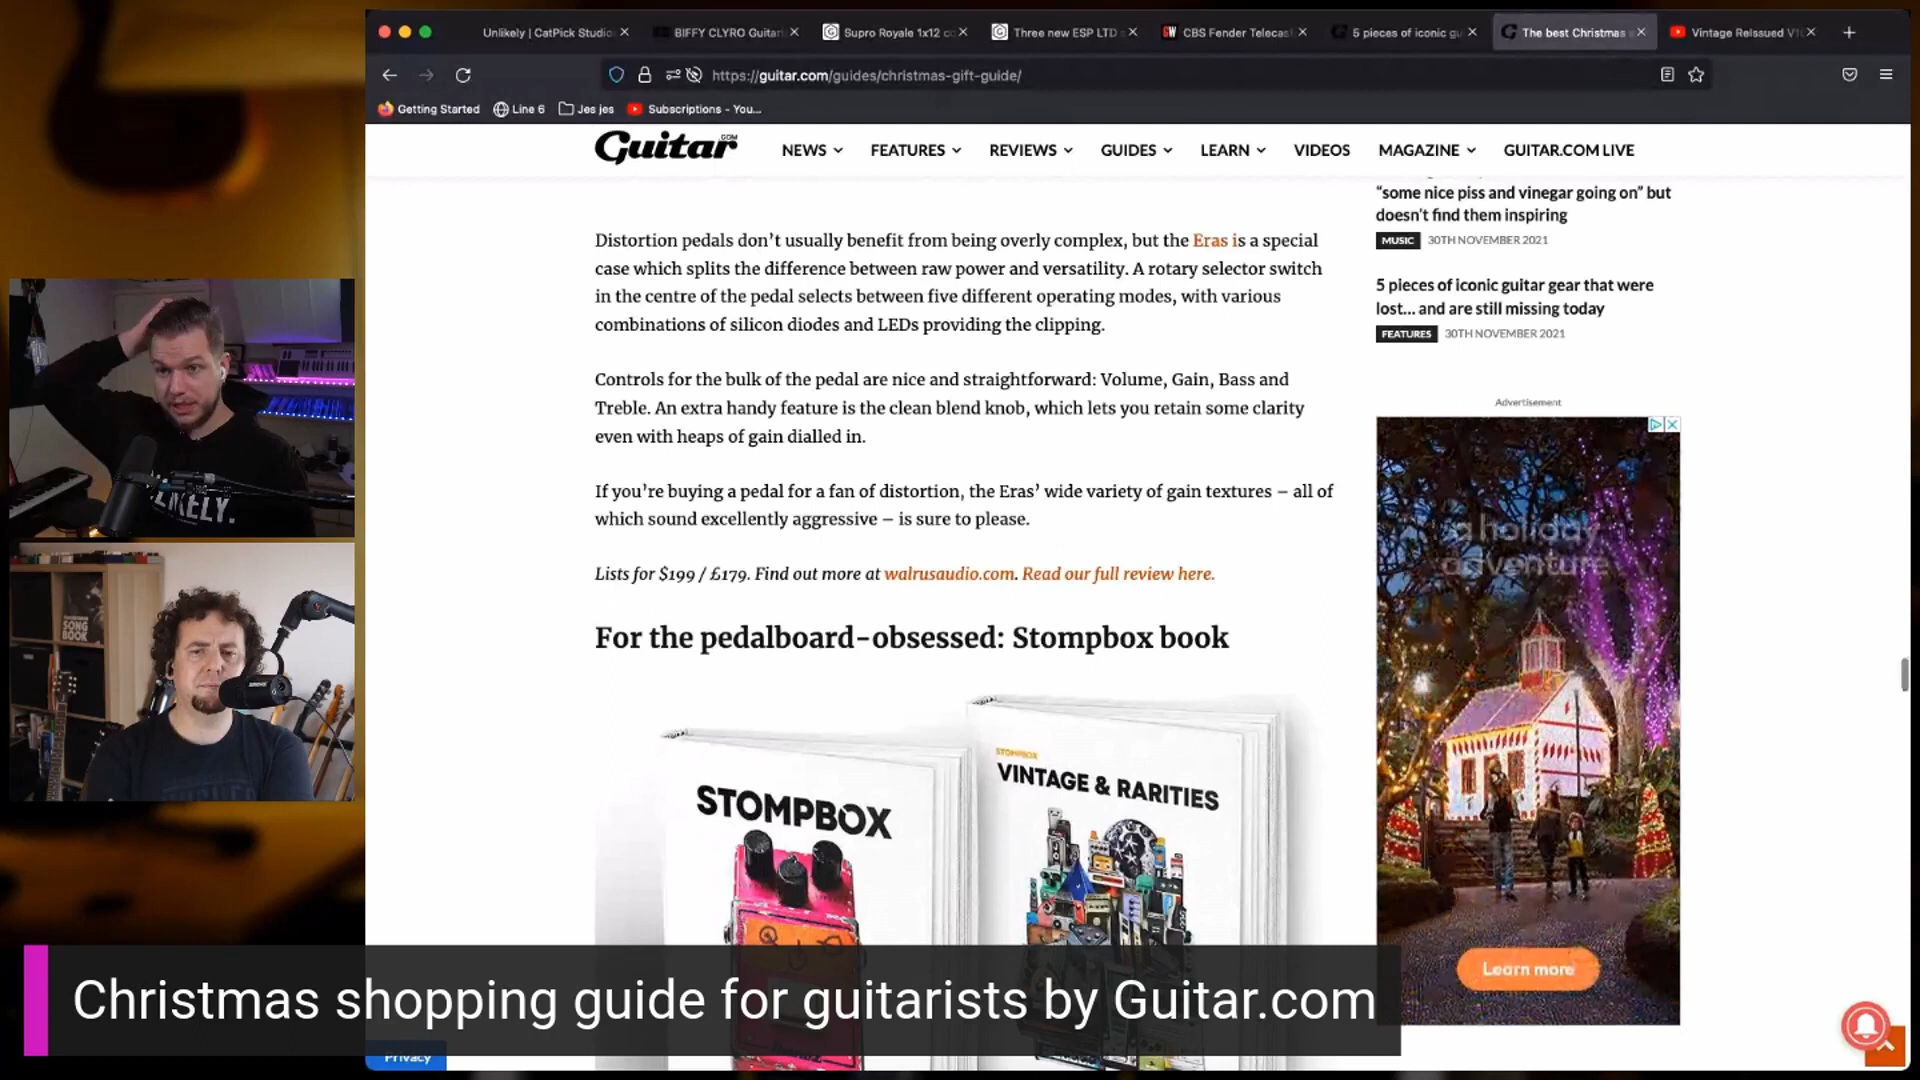 Unlikely | CatPick Studio
BIFFY CLYRO Guitar
Supro Royale 1x12 co
Three new ESP LTD s
CBS Fender Telecas
5 pieces of iconic gu
The best Christmas
Vintage ReIssued V1
https://guitar.com/guides/christmas-gift-guide/
Getting Started
Line 6
Jes jes
Subscriptions - You...
Guitar.COM
NEWS
FEATURES
REVIEWS
GUIDES
LEARN
VIDEOS
MAGAZINE
GUITAR.COM LIVE
Distortion pedals don’t usually benefit from being overly complex, but the Eras is a special
case which splits the difference between raw power and versatility. A rotary selector switch
in the centre of the pedal selects between five different operating modes, with various
combinations of silicon diodes and LEDs providing the clipping.
Controls for the bulk of the pedal are nice and straightforward: Volume, Gain, Bass and
Treble. An extra handy feature is the clean blend knob, which lets you retain some clarity
even with heaps of gain dialled in.
If you’re buying a pedal for a fan of distortion, the Eras’ wide variety of gain textures – all of
which sound excellently aggressive – is sure to please.
Lists for $199 / £179. Find out more at walrusaudio.com. Read our full review here.
For the pedalboard-obsessed: Stompbox book
STOMPBOX
STOMPBOX
VINTAGE & RARITIES
“some nice piss and vinegar going on” but
doesn’t find them inspiring
MUSIC 30TH NOVEMBER 2021
5 pieces of iconic guitar gear that were
lost… and are still missing today
FEATURES 30TH NOVEMBER 2021
Advertisement
a holiday
adventure
Learn more
SONG
BOOK
Christmas shopping guide for guitarists by Guitar.com
Privacy